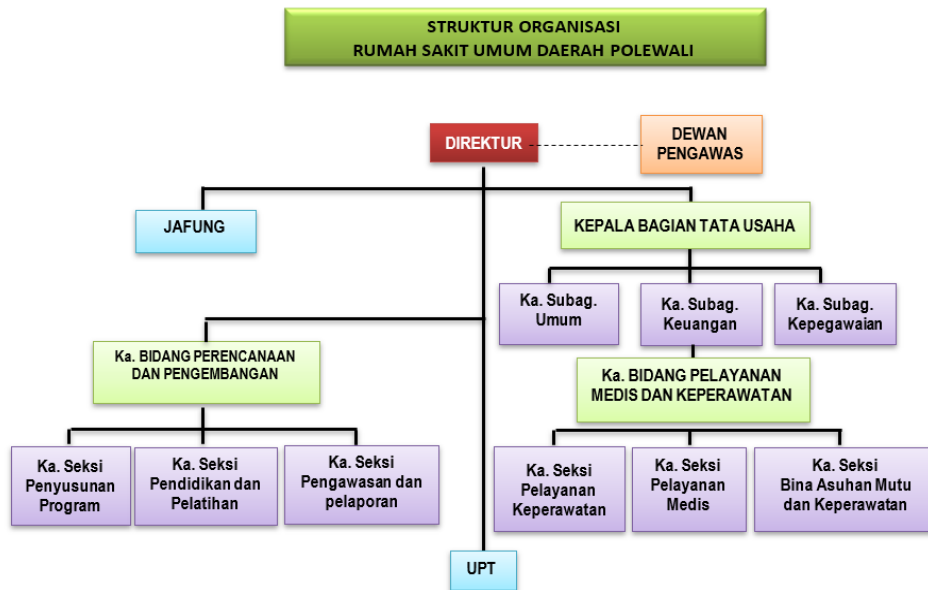 STRUKTUR ORGANISASI
RUMAH SAKIT UMUM DAERAH POLEWALI
DIREKTUR
DEWAN
PENGAWAS
JAFUNG
KEPALA BAGIAN TATA USAHA
Ka. Subag.
Umum
Ka. Subag.
Keuangan
Ka. Subag.
Kepegawaian
Ka. BIDANG PERENCANAAN
DAN PENGEMBANGAN
Ka. BIDANG PELAYANAN
MEDIS DAN KEPERAWATAN
Ka. Seksi
Penyusunan
Program
Ka. Seksi
Pendidikan dan
Pelatihan
Ka. Seksi
Pengawasan dan
pelaporan
Ka. Seksi
Pelayanan
Keperawatan
Ka. Seksi
Pelayanan
Medis
Ka. Seksi
Bina Asuhan Mutu
dan Keperawatan
UPT